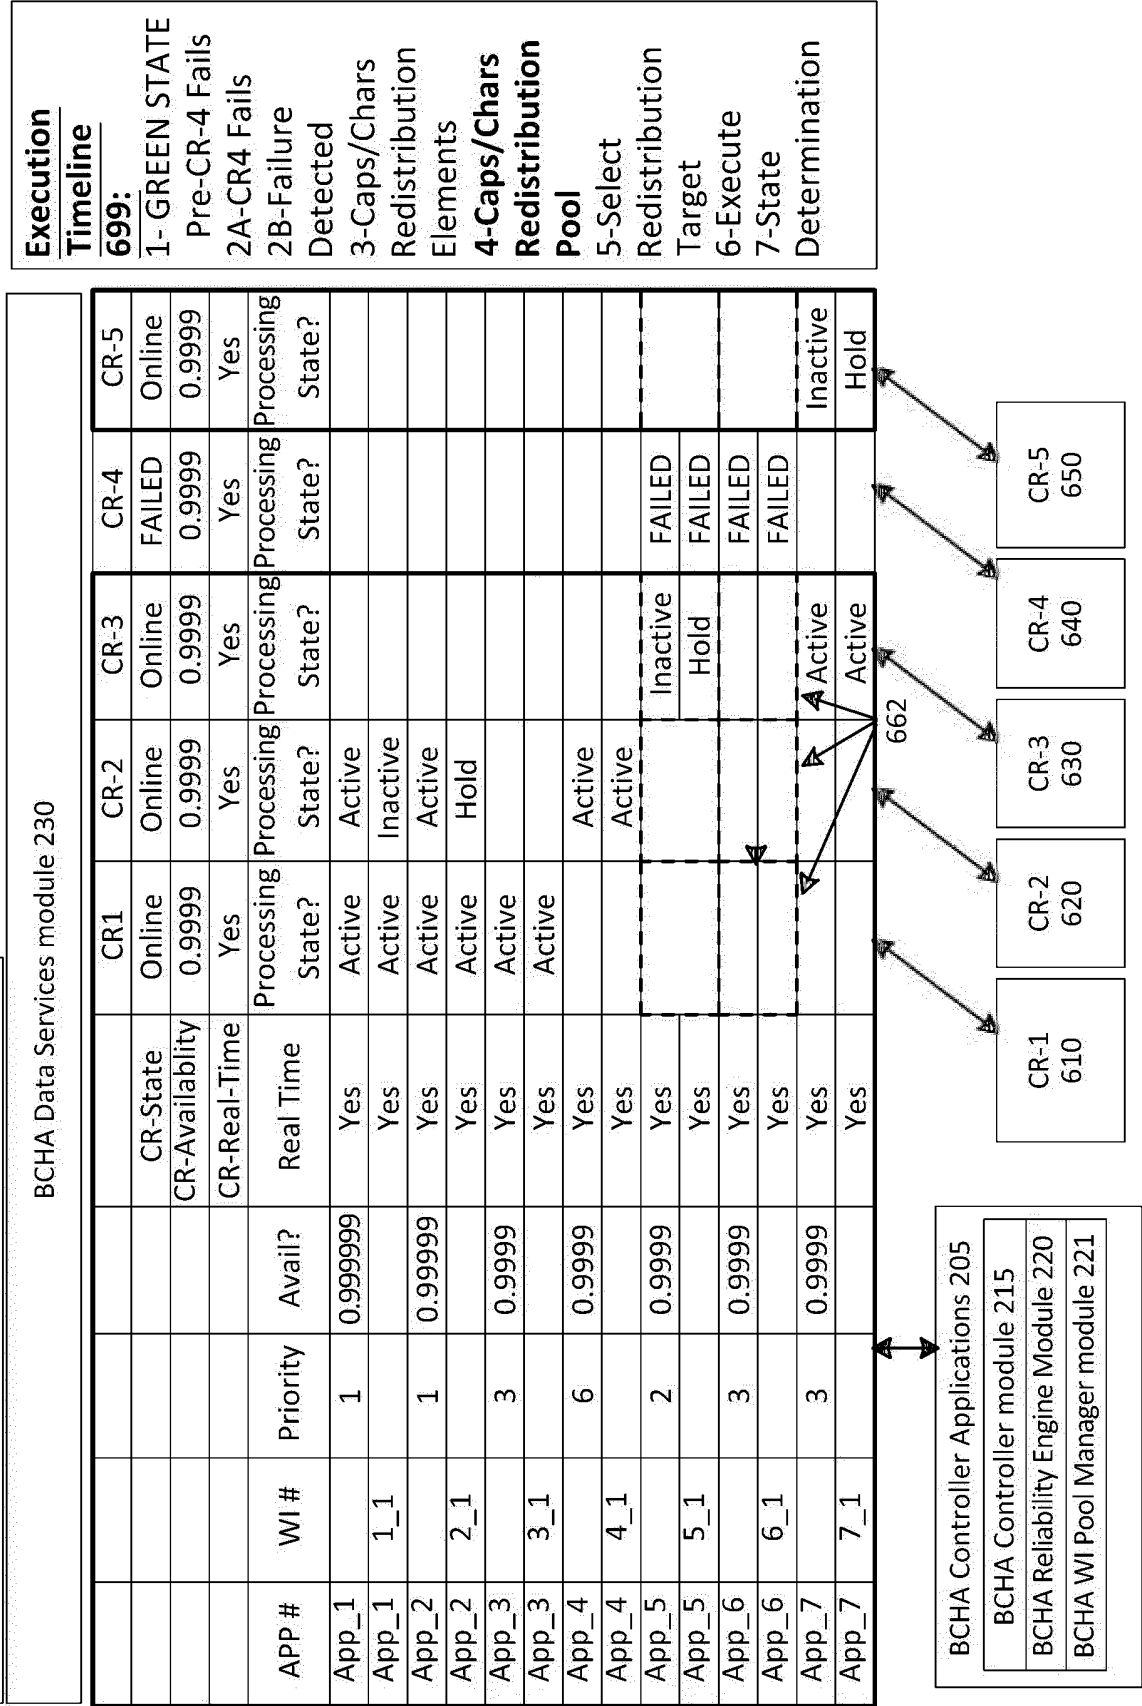 BCHA Data Services module 230
CR1 CR-2 CR-3 CR-4 CR-5
CR-State Online Online Online FAILED Online
CR-Availablity 0.9999 0.9999 0.9999 0.9999 0.9999
CR-Real-Time Yes Yes Yes Yes Yes
APP # WI # Priority Avail? Real Time Processing State? Processing State? Processing State? Processing State? Processing State?
App_1 1 0.999999 Yes Active Active
App_1 1_1 Yes Active Inactive
App_2 1 0.99999 Yes Active Active
App_2 2_1 Yes Active Hold
App_3 3 0.9999 Yes Active
App_3 3_1 Yes Active
App_4 6 0.9999 Yes Active
App_4 4_1 Yes Active
App_5 2 0.9999 Yes Inactive FAILED
App_5 5_1 Yes Hold FAILED
App_6 3 0.9999 Yes FAILED
App_6 6_1 Yes FAILED
App_7 3 0.9999 Yes Active Inactive
App_7 7_1 Yes Active Hold
662
Execution
Timeline
699:
1- GREEN STATE
Pre-CR-4 Fails
2A-CR4 Fails
2B-Failure
Detected
3-Caps/Chars
Redistribution
Elements
4-Caps/Chars
Redistribution
Pool
5-Select
Redistribution
Target
6-Execute
7-State
Determination
BCHA Controller Applications 205
BCHA Controller module 215
BCHA Reliability Engine Module 220
BCHA WI Pool Manager module 221
CR-1
610
CR-2
620
CR-3
630
CR-4
640
CR-5
650